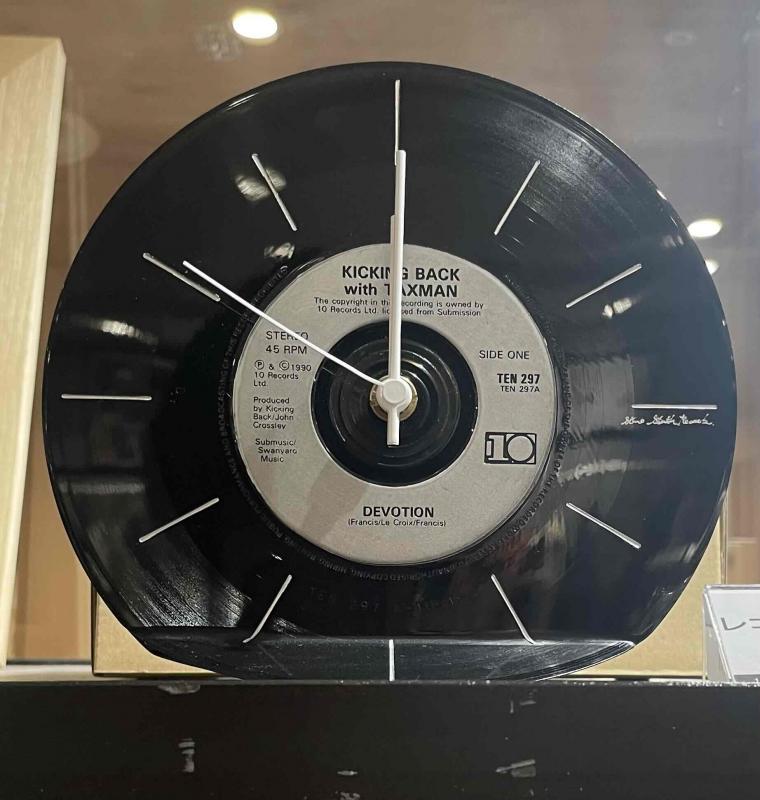 KICKING BACK
with TAXMAN
The copyright in this recording is owned by
10 Records Ltd. licensed from Submission
STEREO
45 RPM
SIDE ONE
Ⓟ & Ⓒ 1990
10 Records
Ltd.
TEN 297
TEN 297A
Produced
by Kicking
Back/John
Crossley
Submusic/
Swanyard
Music
10
DEVOTION
(Francis/Le Croix/Francis)
レコ